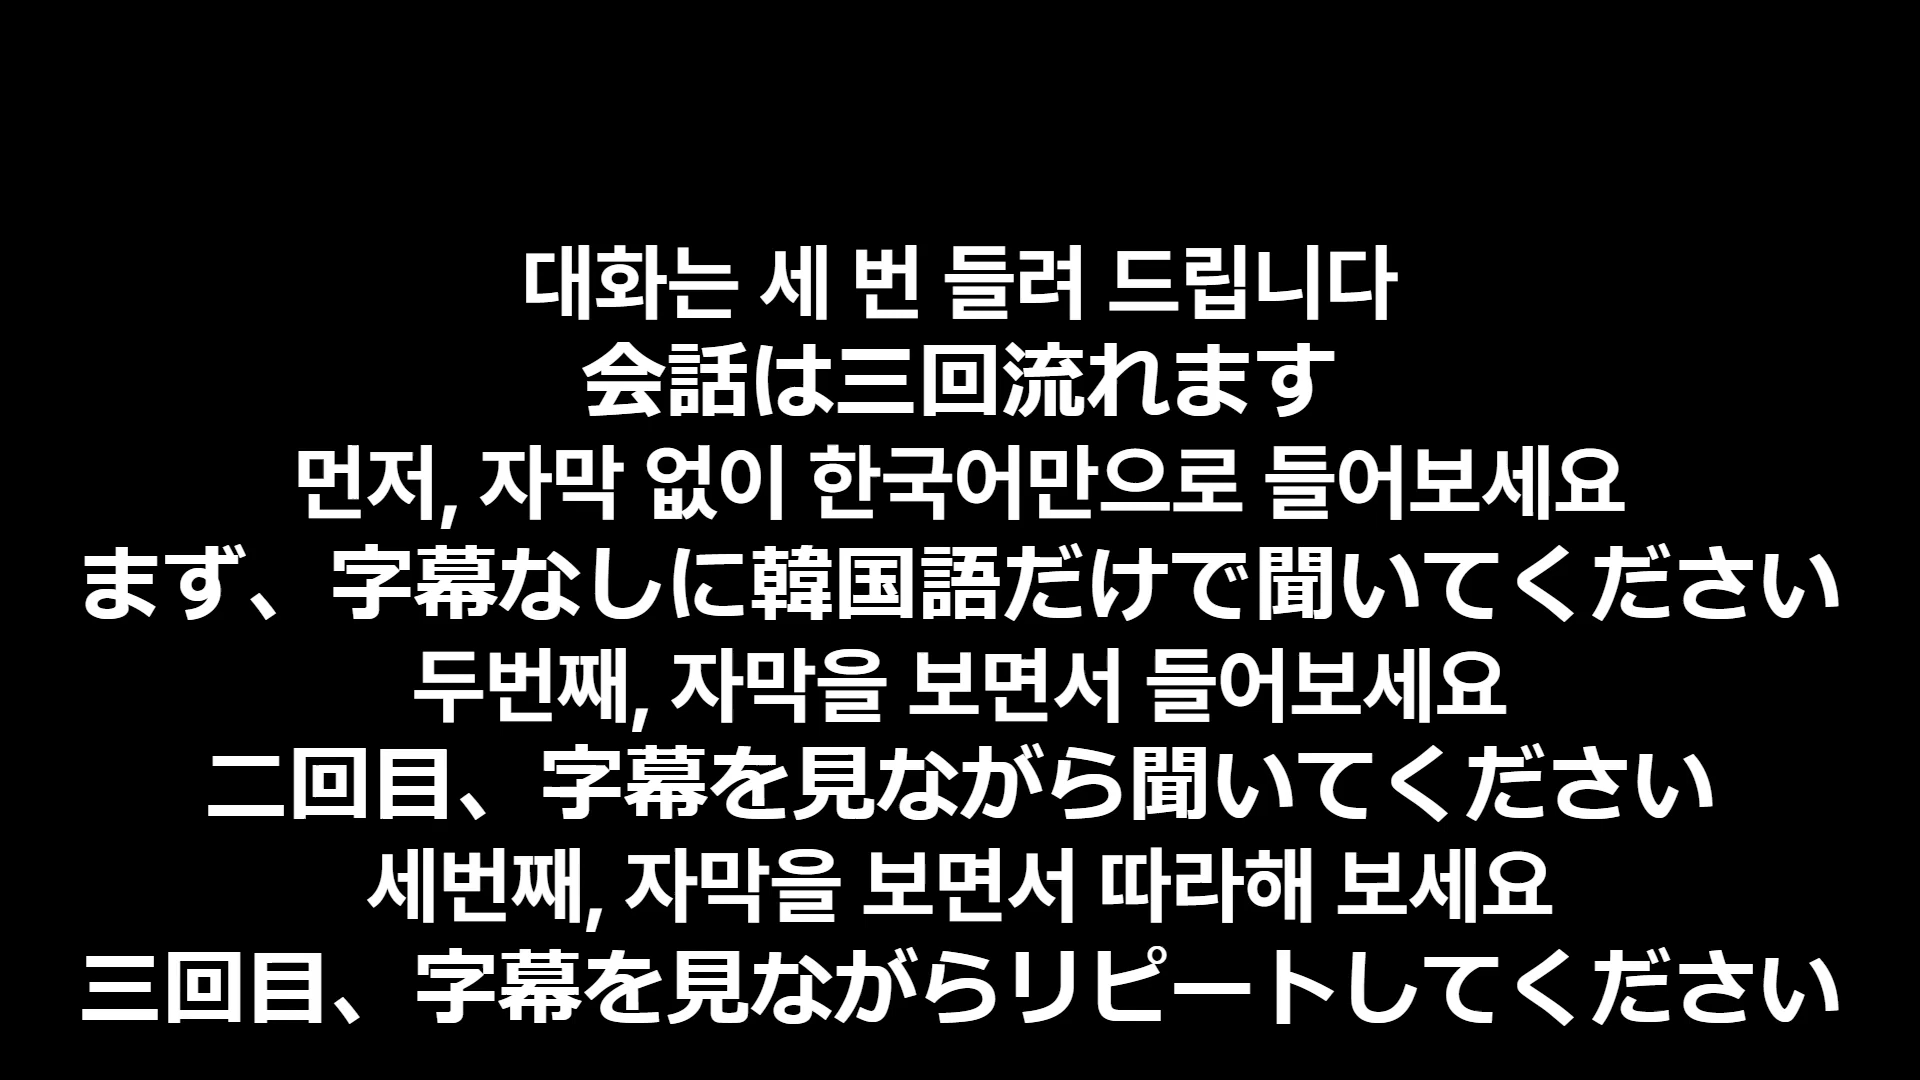 대화는 세 번 들려 드립니다
会話は三回流れます
먼저, 자막 없이 한국어만으로 들어보세요
まず、字幕なしに韓国語だけで聞いてください
두번째, 자막을 보면서 들어보세요
二回目、字幕を見ながら聞いてください
세번째, 자막을 보면서 따라해 보세요
三回目、字幕を見ながらリピートしてください